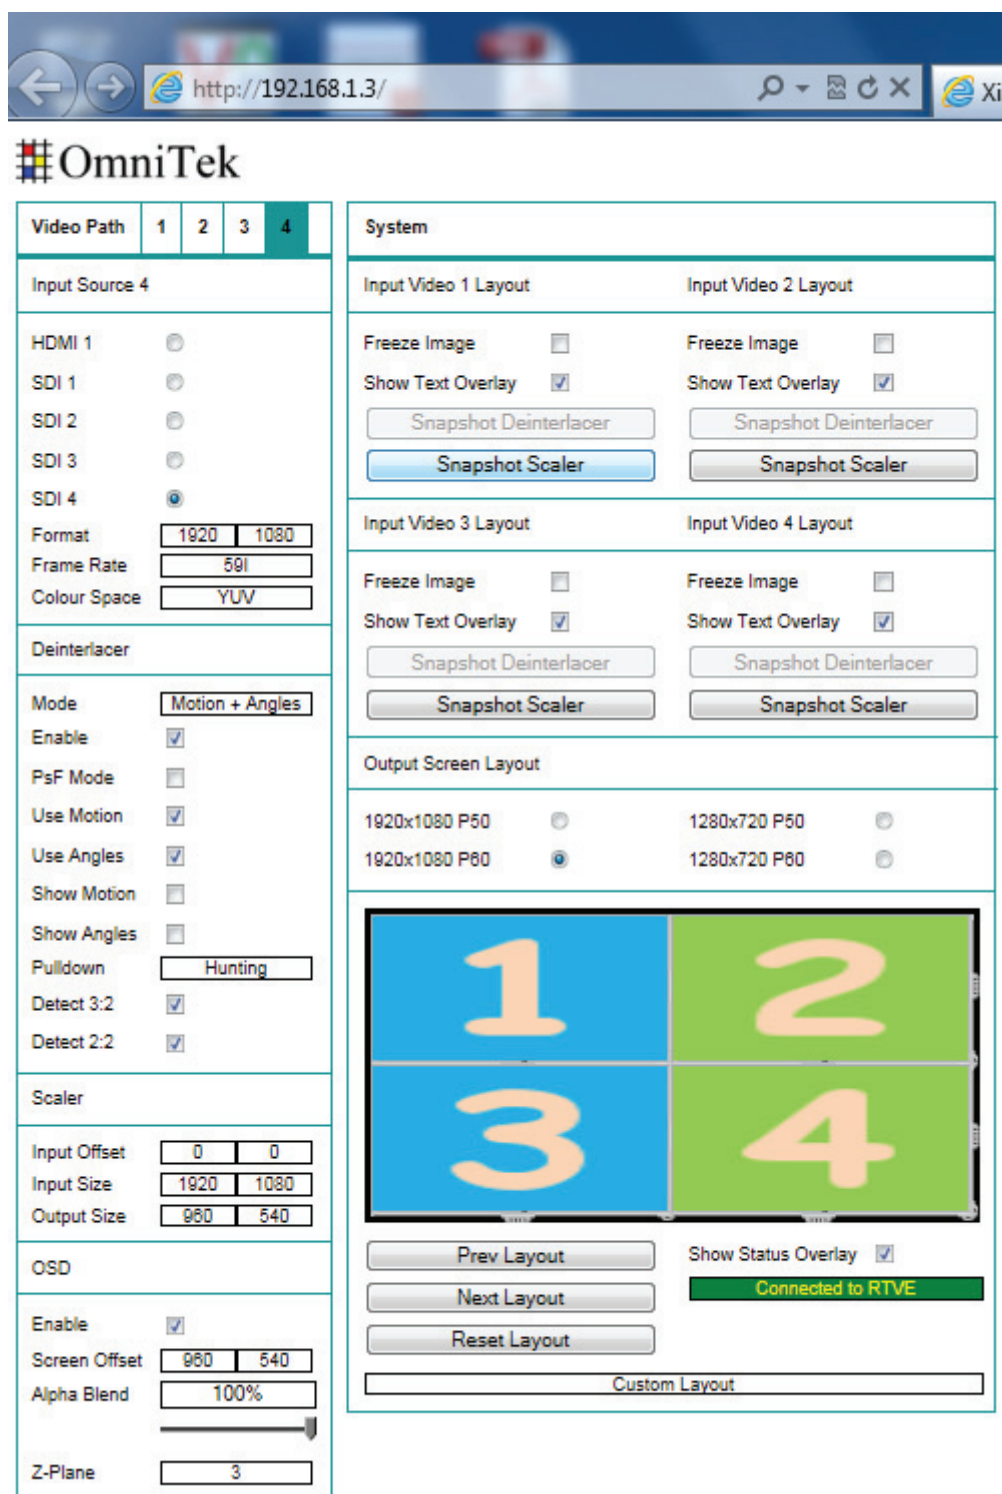 http://192.168.1.3/
Xi
OmniTek
Video Path 1 2 3 4
Input Source 4
HDMI 1
SDI 1
SDI 2
SDI 3
SDI 4
Format 1920 1080
Frame Rate 59I
Colour Space YUV
Deinterlacer
Mode Motion + Angles
Enable
PsF Mode
Use Motion
Use Angles
Show Motion
Show Angles
Pulldown Hunting
Detect 3:2
Detect 2:2
Scaler
Input Offset 0 0
Input Size 1920 1080
Output Size 960 540
OSD
Enable
Screen Offset 960 540
Alpha Blend 100%
Z-Plane 3
System
Input Video 1 Layout Input Video 2 Layout
Freeze Image Freeze Image
Show Text Overlay Show Text Overlay
Snapshot Deinterlacer Snapshot Deinterlacer
Snapshot Scaler Snapshot Scaler
Input Video 3 Layout Input Video 4 Layout
Freeze Image Freeze Image
Show Text Overlay Show Text Overlay
Snapshot Deinterlacer Snapshot Deinterlacer
Snapshot Scaler Snapshot Scaler
Output Screen Layout
1920x1080 P50 1280x720 P50
1920x1080 P60 1280x720 P60
1 2
3 4
Prev Layout Show Status Overlay
Next Layout Connected to RTVE
Reset Layout
Custom Layout